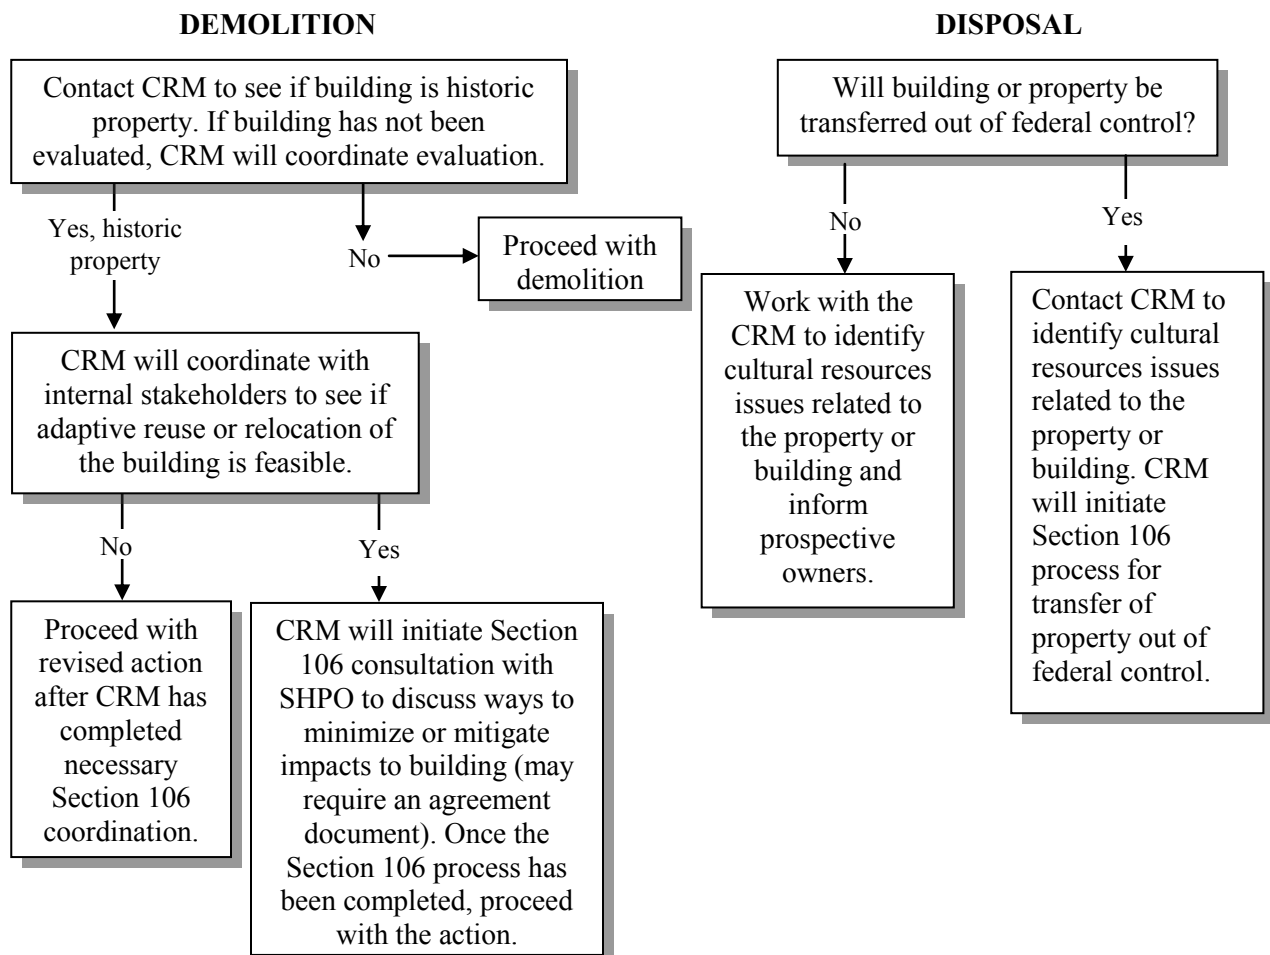 DEMOLITION
Contact CRM to see if building is historic
property. If building has not been
evaluated, CRM will coordinate evaluation.
Yes, historic
property
No
Proceed with
demolition
CRM will coordinate with
internal stakeholders to see if
adaptive reuse or relocation of
the building is feasible.
No
Yes
Proceed with
revised action
after CRM has
completed
necessary
Section 106
coordination.
CRM will initiate Section
106 consultation with
SHPO to discuss ways to
minimize or mitigate
impacts to building (may
require an agreement
document). Once the
Section 106 process has
been completed, proceed
with the action.
DISPOSAL
Will building or property be
transferred out of federal control?
No
Yes
Work with the
CRM to identify
cultural resources
issues related to
the property or
building and
inform
prospective
owners.
Contact CRM to
identify cultural
resources issues
related to the
property or
building. CRM
will initiate
Section 106
process for
transfer of
property out of
federal control.